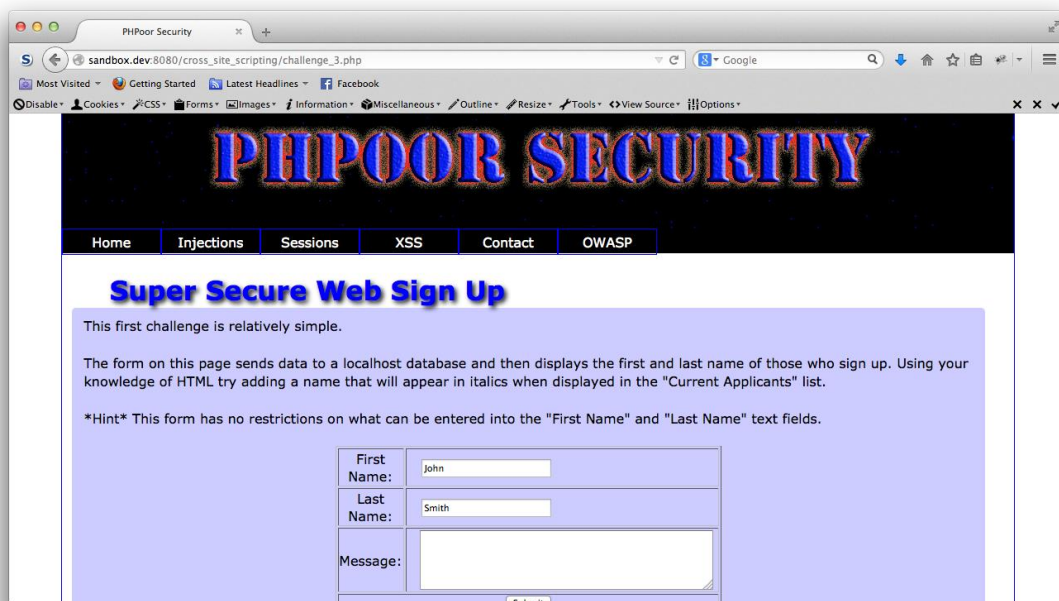 PHPoor Security
sandbox.dev:8080/cross_site_scripting/challenge_3.php
Google
Most Visited Getting Started Latest Headlines Facebook
Disable Cookies CSS Forms Images Information Miscellaneous Outline Resize Tools View Source Options
PHPOOR SECURITY
Home Injections Sessions XSS Contact OWASP
Super Secure Web Sign Up
This first challenge is relatively simple.
The form on this page sends data to a localhost database and then displays the first and last name of those who sign up. Using your
knowledge of HTML try adding a name that will appear in italics when displayed in the "Current Applicants" list.
*Hint* This form has no restrictions on what can be entered into the "First Name" and "Last Name" text fields.
First
Name:
John
Last
Name:
Smith
Message: